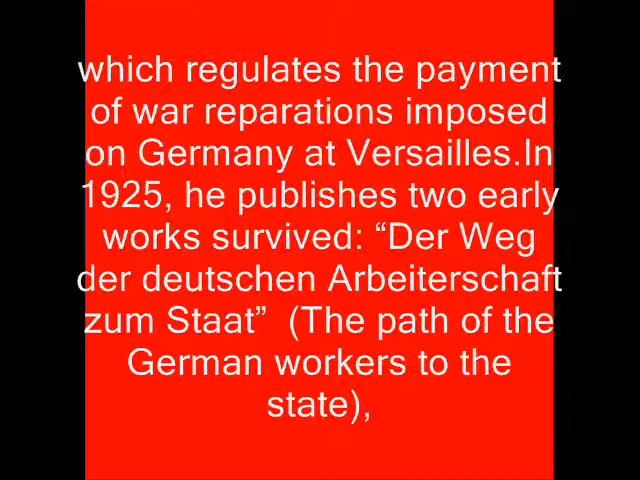 which regulates the payment
of war reparations imposed
on Germany at Versailles.In
1925, he publishes two early
works survived: “Der Weg
der deutschen Arbeiterschaft
zum Staat”  (The path of the
German workers to the
state),